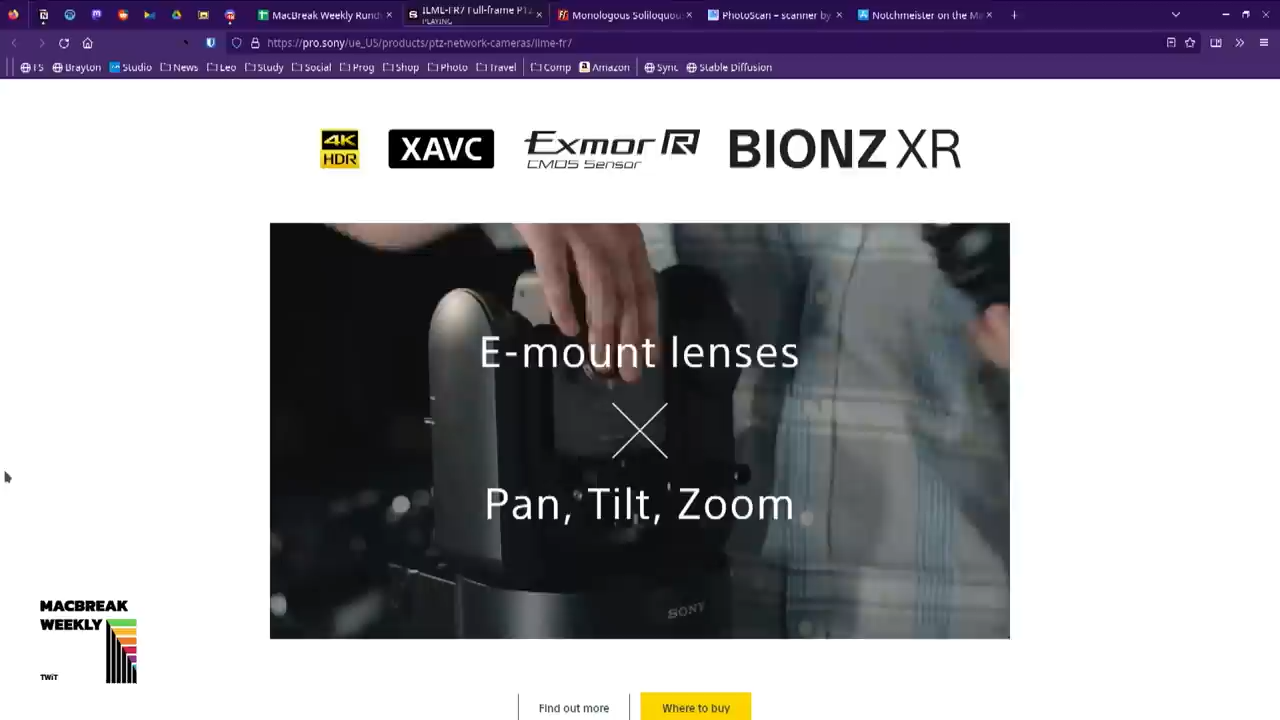 MacBreak Weekly Rund
ILME-FR7 Full-frame PTZ
PLAYING
Monologous Soliloquous
PhotoScan – scanner by
Notchmeister on the Ma
https://pro.sony/ue_US/products/ptz-network-cameras/ilme-fr7
TS
Brayton
Studio
News
Leo
Study
Social
Prog
Shop
Photo
Travel
Comp
Amazon
Sync
Stable Diffusion
4K
HDR
XAVC
Exmor R
CMOS Sensor
BIONZ XR
E-mount lenses
Pan, Tilt, Zoom
SONY
MACBREAK
WEEKLY
TWiT
Find out more
Where to buy